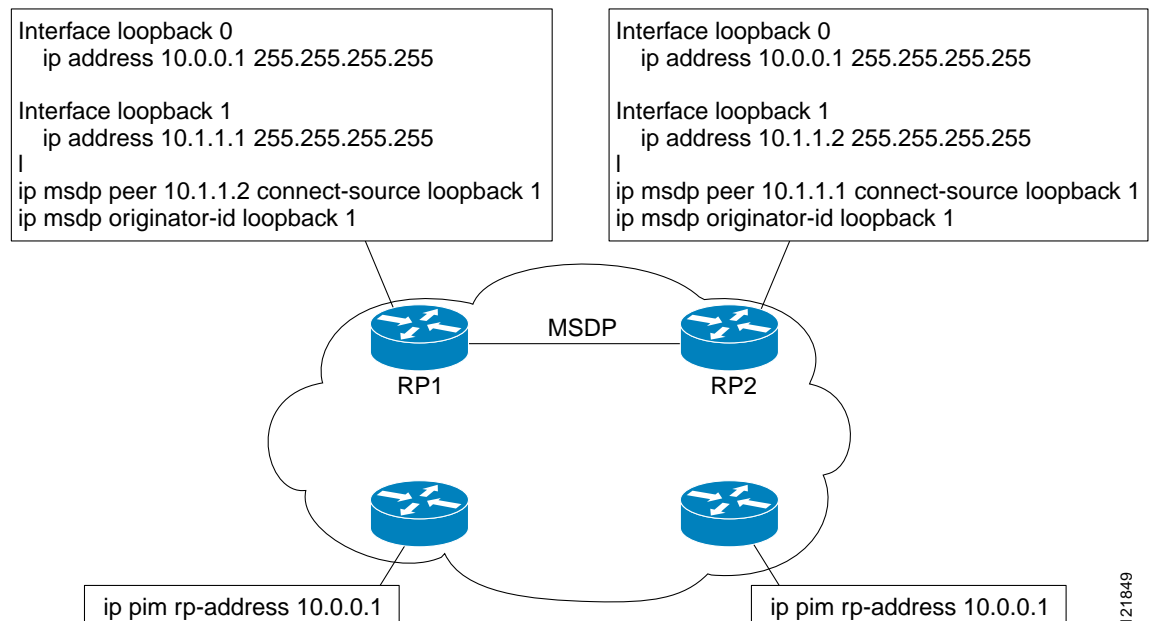 Interface loopback 0
ip address 10.0.0.1 255.255.255.255
Interface loopback 1
ip address 10.1.1.1 255.255.255.255
l
ip msdp peer 10.1.1.2 connect-source loopback 1
ip msdp originator-id loopback 1
Interface loopback 0
ip address 10.0.0.1 255.255.255.255
Interface loopback 1
ip address 10.1.1.2 255.255.255.255
l
ip msdp peer 10.1.1.1 connect-source loopback 1
ip msdp originator-id loopback 1
MSDP
RP1
RP2
ip pim rp-address 10.0.0.1
ip pim rp-address 10.0.0.1
121849